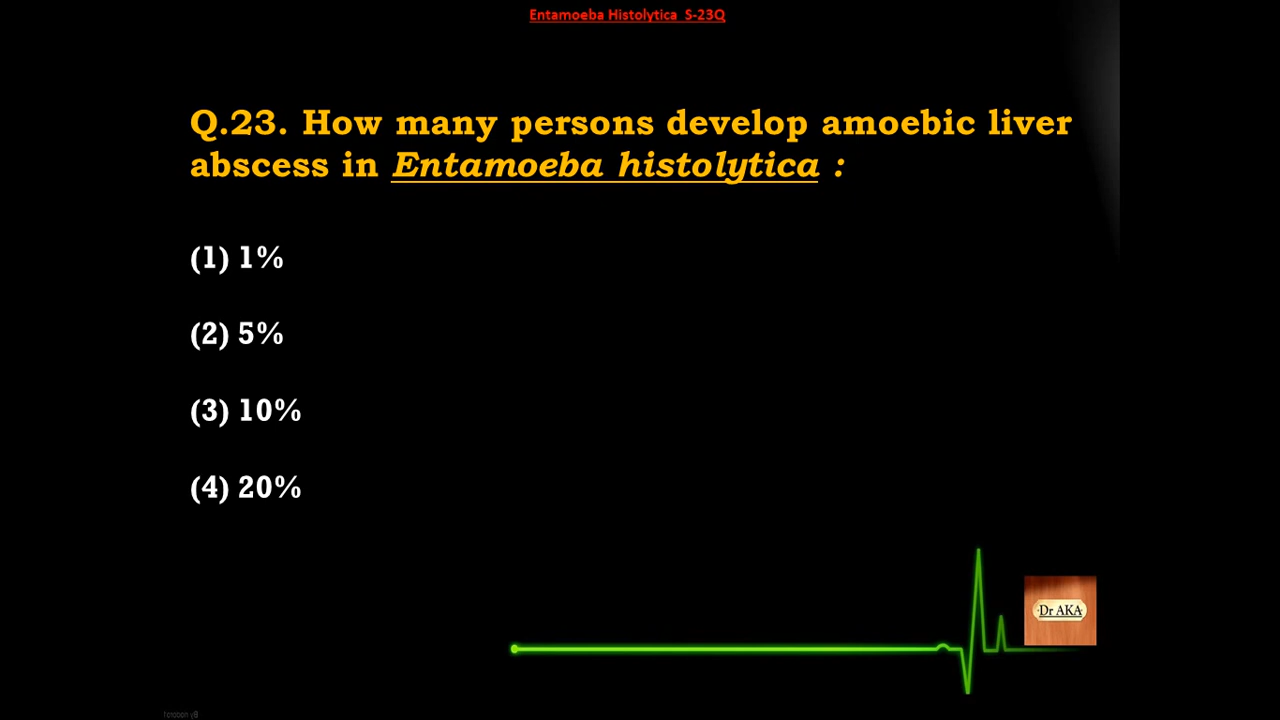 Entamoeba Histolytica S-23Q
Q.23. How many persons develop amoebic liver
abscess in Entamoeba histolytica :
(1) 1%
(2) 5%
(3) 10%
(4) 20%
Dr AKA